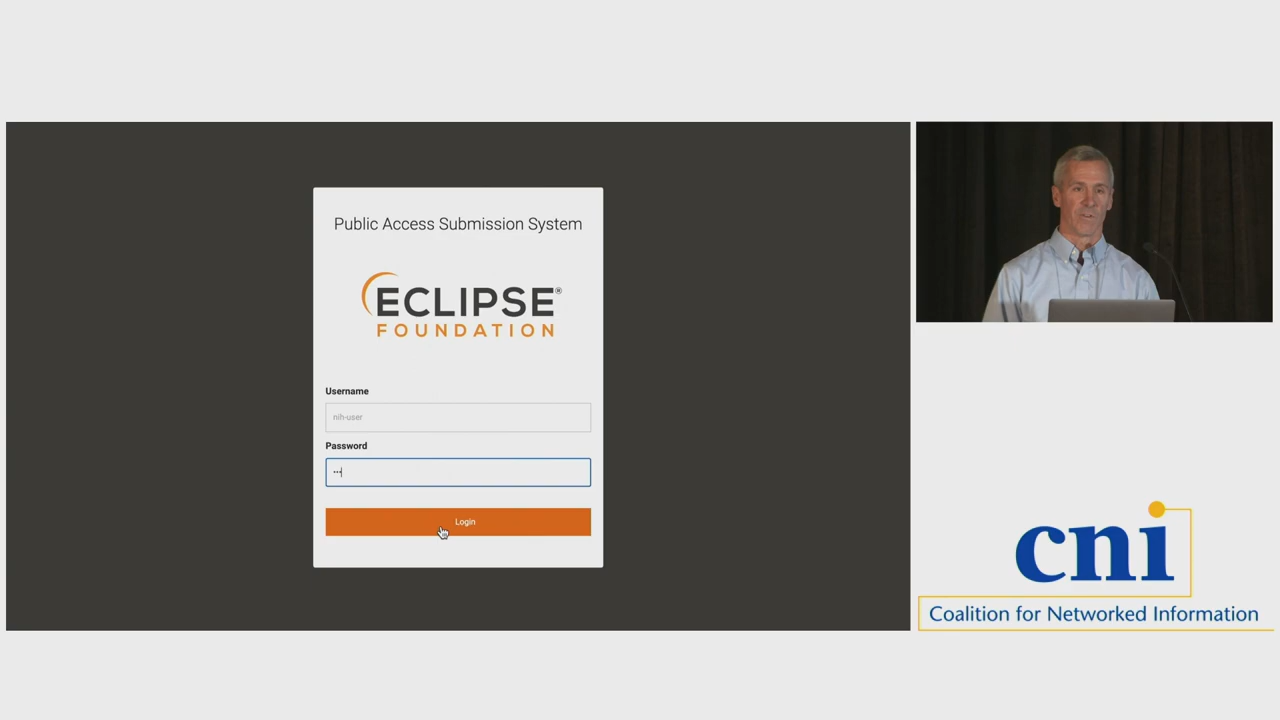 Public Access Submission System
ECLIPSE®
FOUNDATION
Username
nih-user
Password
Login
cni
Coalition for Networked Information